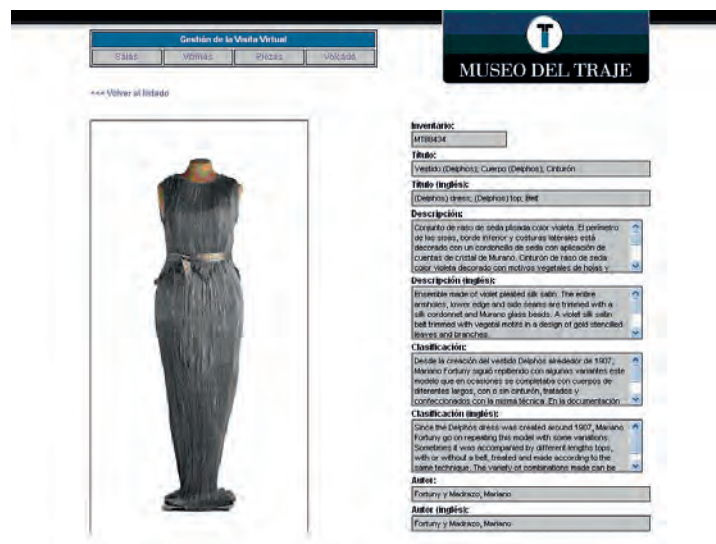 Gestión de la Visita Virtual
Salas Vitrinas Piezas Volcado
T
MUSEO DEL TRAJE
<<< Volver al listado
Inventario:
MT88434
Título:
Vestido (Delphos); Cuerpo (Delphos); Cinturón
Título (inglés):
(Delphos) dress; (Delphos) top; Belt
Descripción:
Conjunto de raso de seda plisada color violeta. El perímetro
de las sisas, borde inferior y costuras laterales está
decorado con un cordoncillo de seda con aplicación de
cuentas de cristal de Murano. Cinturón de raso de seda
color violeta decorado con motivos vegetales de hojas y
Descripción (inglés):
Ensemble made of violet pleated silk satin. The entire
armholes, lower edge and side seams are trimmed with a
silk cordonnet and Murano glass beads. A violet silk satin
belt trimmed with vegetal motifs in a design of gold stencilled
leaves and branches.
Clasificación:
Desde la creación del vestido Delphos alrededor de 1907,
Mariano Fortuny siguió repitiendo con algunas variantes este
modelo que en ocasiones se completaba con cuerpos de
diferentes largos, con o sin cinturón, tratados y
confeccionados con la misma técnica. En la documentación
Clasificación (inglés):
Since the Delphos dress was created around 1907, Mariano
Fortuny go on repeating this model with some variations.
Sometimes it was accompanied by different lengths tops,
with or without a belt, treated and made according to the
same technique. The variety of combinations made can be
Autor:
Fortuny y Madrazo, Mariano
Autor (inglés):
Fortuny y Madrazo, Mariano